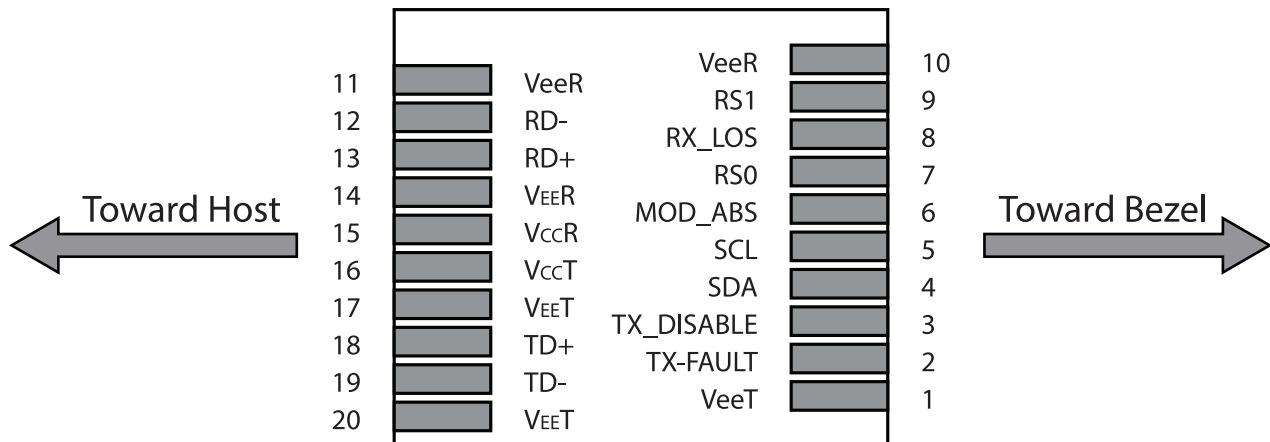 VeeR 10
11 VeeR
RS1 9
12 RD-
RX_LOS 8
13 RD+
RS0 7
14 VEER
MOD_ABS 6
Toward Host
Toward Bezel
15 VCCR
SCL 5
16 VCCT
SDA 4
17 VEET
TX_DISABLE 3
18 TD+
TX-FAULT 2
19 TD-
VeeT 1
20 VEET